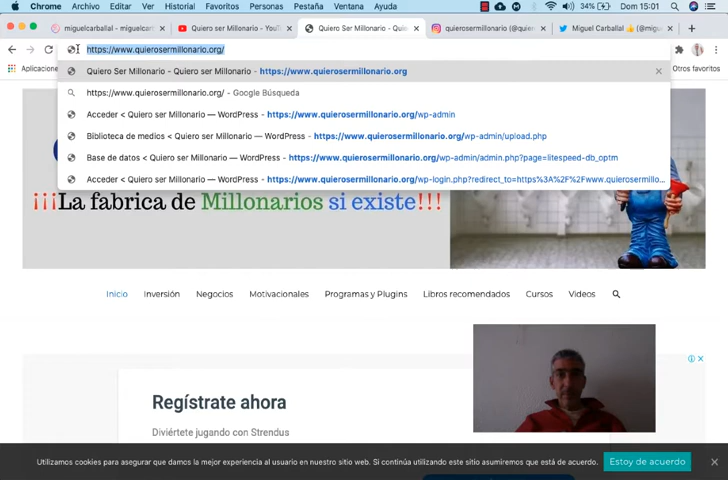 Chrome Archivo Editar Ver Historial Favoritos Personas Pestaña Ventana Ayuda 34% Dom 15:01
miguelcarballal - miguelcarb Quiero ser Millonario - YouT Quiero Ser Millonario - Quie quierosermillonario (@quien Miguel Carballal 👍 (@migu
https://www.quierosermillonario.org/
Aplicacione Otros favoritos
Quiero Ser Millonario - Quiero Ser Millonario - https://www.quierosermillonario.org
https://www.quierosermillonario.org/ - Google Búsqueda
Acceder < Quiero Ser Millonario — WordPress - https://www.quierosermillonario.org/wp-admin
Biblioteca de medios < Quiero Ser Millonario — WordPress - https://www.quierosermillonario.org/wp-admin/upload.php
Base de datos < Quiero Ser Millonario — WordPress - https://www.quierosermillonario.org/wp-admin/admin.php?page=litespeed-db_optm
Acceder < Quiero Ser Millonario — WordPress - https://www.quierosermillonario.org/wp-login.php?redirect_to=https%3A%2F%2Fwww.quierosermillo...
¡¡¡La fabrica de Millonarios si existe!!!
Inicio Inversión Negocios Motivacionales Programas y Plugins Libros recomendados Cursos Videos
Regístrate ahora
Diviértete jugando con Strendus
Utilizamos cookies para asegurar que damos la mejor experiencia al usuario en nuestro sitio web. Si continúa utilizando este sitio asumiremos que está de acuerdo. Estoy de acuerdo